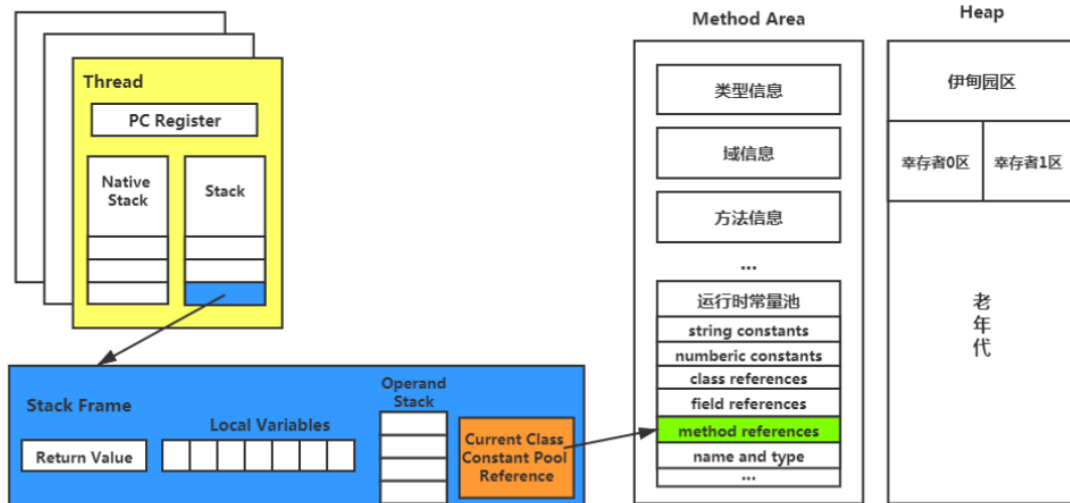 Thread
PC Register
Native
Stack
Stack
Stack Frame
Return Value
Local Variables
Operand
Stack
Current Class
Constant Pool
Reference
Method Area
类型信息
域信息
方法信息
...
运行时常量池
string constants
numberic constants
class references
field references
method references
name and type
...
Heap
伊甸园区
幸存者0区
幸存者1区
老
年
代